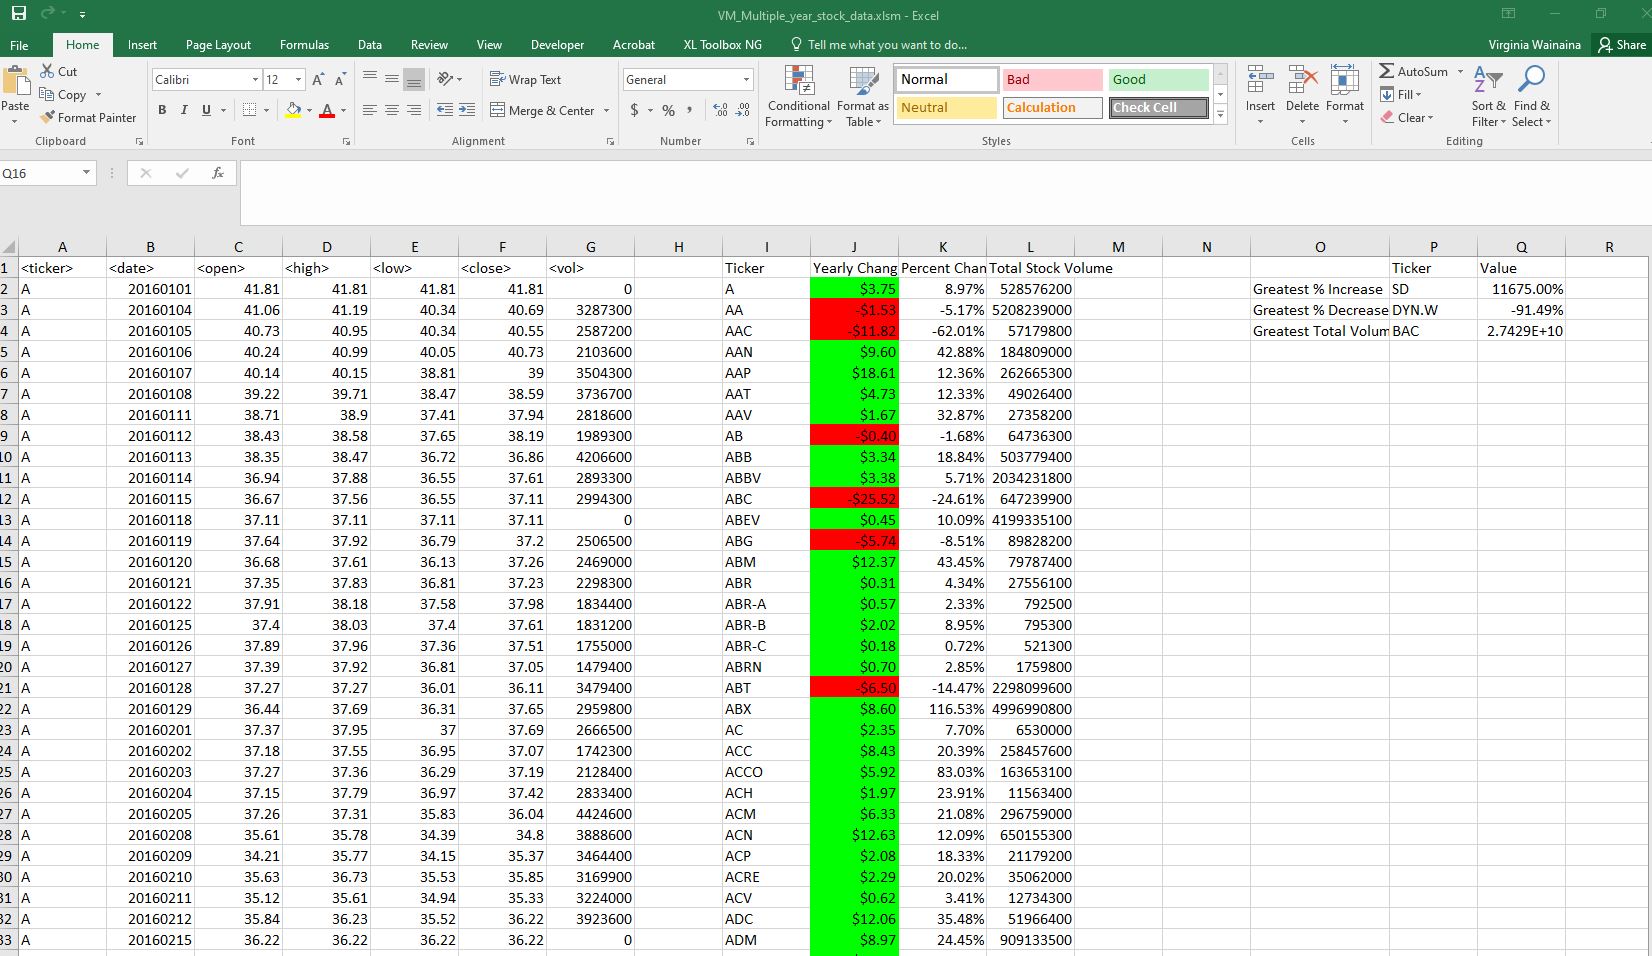 VM_Multiple_year_stock_data.xlsm - Excel
File Home Insert Page Layout Formulas Data Review View Developer Acrobat XL Toolbox NG Tell me what you want to do... Virginia Wainaina Share
Paste Cut Calibri 12 A A Wrap Text General Conditional Formatting Format as Table Normal Bad Good Insert Delete Format AutoSum Sort & Filter Find & Select
Copy B I U A Merge & Center $ % , Neutral Calculation Check Cell Fill
Format Painter Clear
Clipboard Font Alignment Number Styles Cells Editing
Q16 fx
A B C D E F G H I J K L M N O P Q R
1 <ticker> <date> <open> <high> <low> <close> <vol> Ticker Yearly Chang Percent Chan Total Stock Volume Ticker Value
2 A 20160101 41.81 41.81 41.81 41.81 0 A $3.75 8.97% 528576200 Greatest % Increase SD 11675.00%
3 A 20160104 41.06 41.19 40.34 40.69 3287300 AA -$1.53 -5.17% 5208239000 Greatest % Decrease DYN.W -91.49%
4 A 20160105 40.73 40.95 40.34 40.55 2587200 AAC -$11.82 -62.01% 57179800 Greatest Total Volum BAC 2.7429E+10
5 A 20160106 40.24 40.99 40.05 40.73 2103600 AAN $9.60 42.88% 184809000
6 A 20160107 40.14 40.15 38.81 39 3504300 AAP $18.61 12.36% 262665300
7 A 20160108 39.22 39.71 38.47 38.59 3736700 AAT $4.73 12.33% 49026400
8 A 20160111 38.71 38.9 37.41 37.94 2818600 AAV $1.67 32.87% 27358200
9 A 20160112 38.43 38.58 37.65 38.19 1989300 AB -$0.40 -1.68% 64736300
10 A 20160113 38.35 38.47 36.72 36.86 4206600 ABB $3.34 18.84% 503779400
11 A 20160114 36.94 37.88 36.55 37.61 2893300 ABBV $3.38 5.71% 2034231800
12 A 20160115 36.67 37.56 36.55 37.11 2994300 ABC -$25.52 -24.61% 647239900
13 A 20160118 37.11 37.11 37.11 37.11 0 ABEV $0.45 10.09% 4199335100
14 A 20160119 37.64 37.92 36.79 37.2 2506500 ABG -$5.74 -8.51% 89828200
15 A 20160120 36.68 37.61 36.13 37.26 2469000 ABM $12.37 43.45% 79787400
16 A 20160121 37.35 37.83 36.81 37.23 2298300 ABR $0.31 4.34% 27556100
17 A 20160122 37.91 38.18 37.58 37.98 1834400 ABR-A $0.57 2.33% 792500
18 A 20160125 37.4 38.03 37.4 37.61 1831200 ABR-B $2.02 8.95% 795300
19 A 20160126 37.89 37.96 37.36 37.51 1755000 ABR-C $0.18 0.72% 521300
20 A 20160127 37.39 37.92 36.81 37.05 1479400 ABRN $0.70 2.85% 1759800
21 A 20160128 37.27 37.27 36.01 36.11 3479400 ABT -$6.50 -14.47% 2298099600
22 A 20160129 36.44 37.69 36.31 37.65 2959800 ABX $8.60 116.53% 4996990800
23 A 20160201 37.37 37.95 37 37.69 2666500 AC $2.35 7.70% 6530000
24 A 20160202 37.18 37.55 36.95 37.07 1742300 ACC $8.43 20.39% 258457600
25 A 20160203 37.27 37.36 36.29 37.19 2128400 ACCO $5.92 83.03% 163653100
26 A 20160204 37.15 37.79 36.97 37.42 2833400 ACH $1.97 23.91% 11563400
27 A 20160205 37.26 37.31 35.83 36.04 4424600 ACM $6.33 21.08% 296759000
28 A 20160208 35.61 35.78 34.39 34.8 3888600 ACN $12.63 12.09% 650155300
29 A 20160209 34.21 35.77 34.15 35.37 3464400 ACP $2.08 18.33% 21179200
30 A 20160210 35.63 36.73 35.53 35.85 3169900 ACRE $2.29 20.02% 35062000
31 A 20160211 35.12 35.61 34.94 35.33 3224000 ACV $0.62 3.41% 12734300
32 A 20160212 35.84 36.23 35.52 36.22 3923600 ADC $12.06 35.48% 51966400
33 A 20160215 36.22 36.22 36.22 36.22 0 ADM $8.97 24.45% 909133500